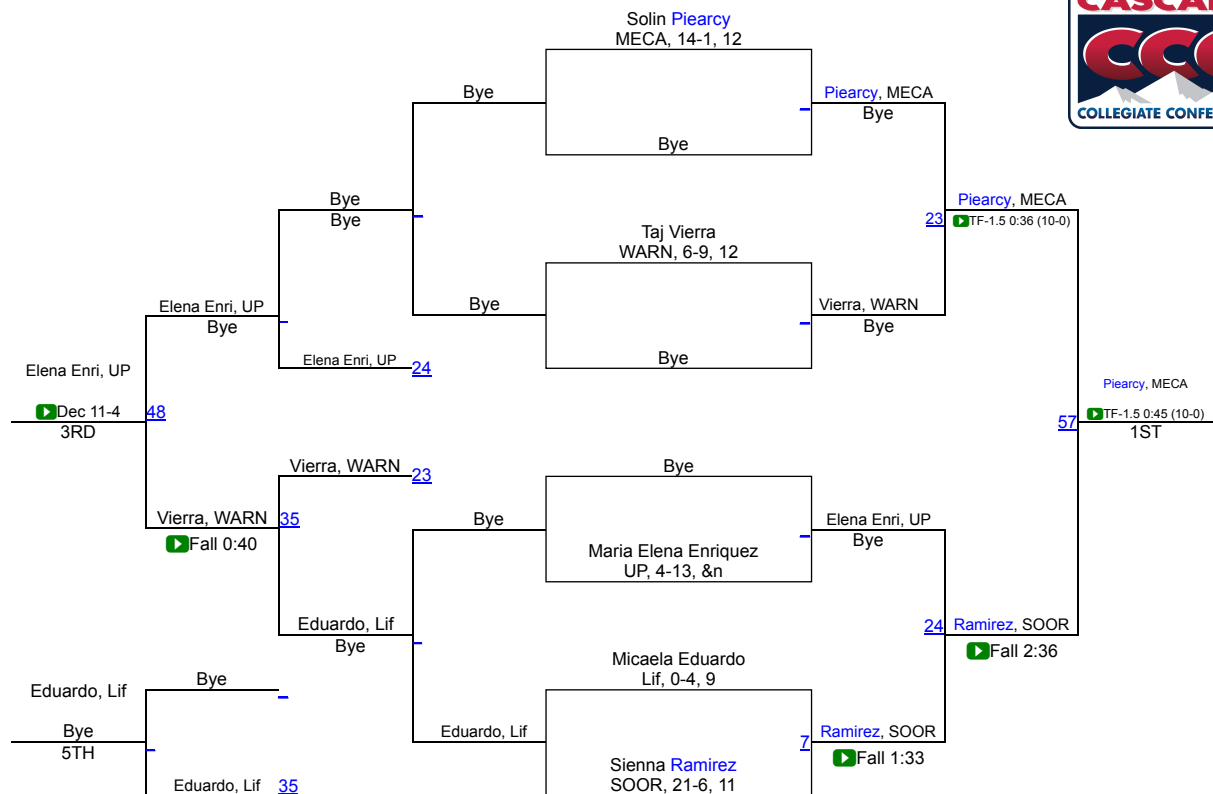 Solin Piearcy
MECA, 14-1, 12
Bye
Piearcy, MECA
Bye
Bye
Bye
Bye
Piearcy, MECA
23
TF-1.5 0:36 (10-0)
Taj Vierra
WARN, 6-9, 12
Bye
Vierra, WARN
Bye
Bye
Elena Enri, UP
Bye
Elena Enri, UP
24
Elena Enri, UP
Dec 11-4
48
3RD
Piearcy, MECA
57
TF-1.5 0:45 (10-0)
1ST
Vierra, WARN
23
Bye
Vierra, WARN
35
Fall 0:40
Bye
Elena Enri, UP
Bye
Maria Elena Enriquez
UP, 4-13, &n
Eduardo, Lif
Bye
24
Ramirez, SOOR
Fall 2:36
Micaela Eduardo
Lif, 0-4, 9
Eduardo, Lif
Bye
Bye
5TH
Eduardo, Lif
7
Ramirez, SOOR
Fall 1:33
Sienna Ramirez
SOOR, 21-6, 11
Eduardo, Lif
35
CCC